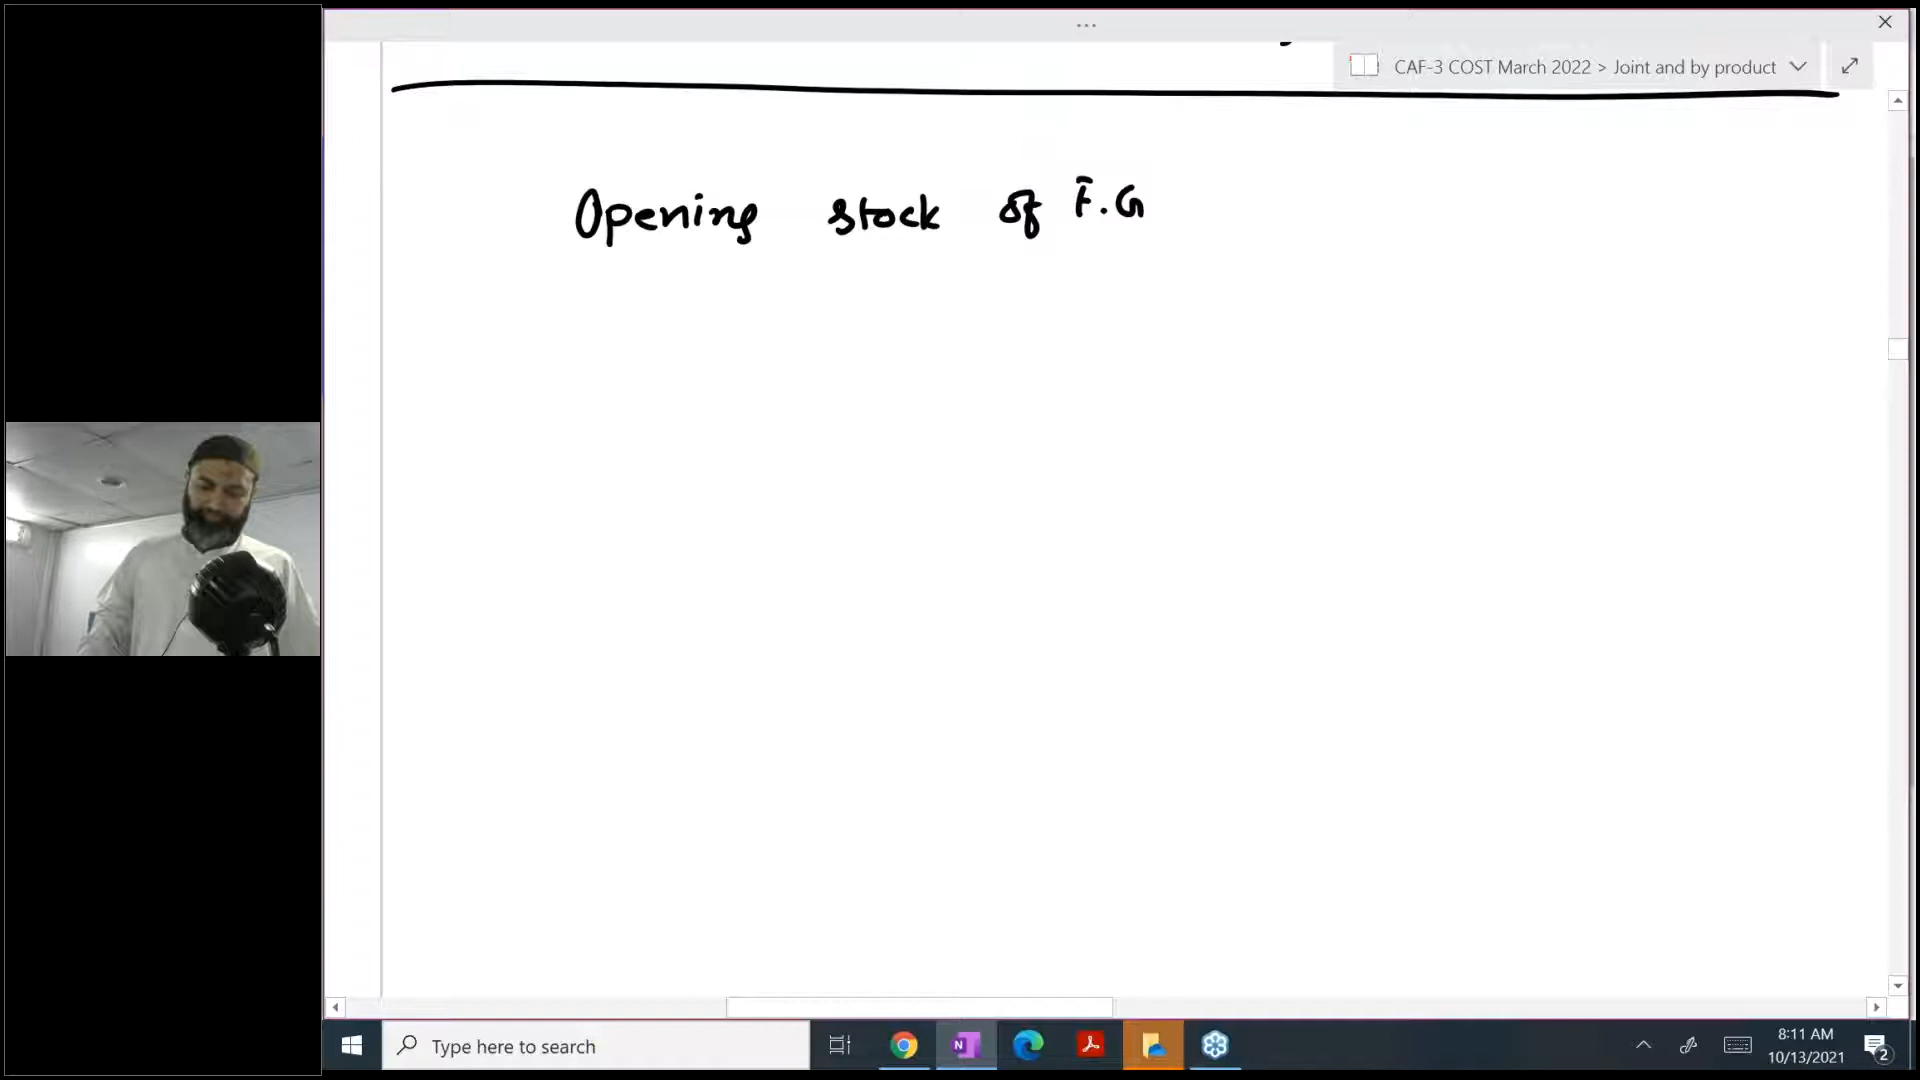 CAF-3 COST March 2022 > Joint and by product
Opening stock of F.G
Type here to search
8:11 AM
10/13/2021
2